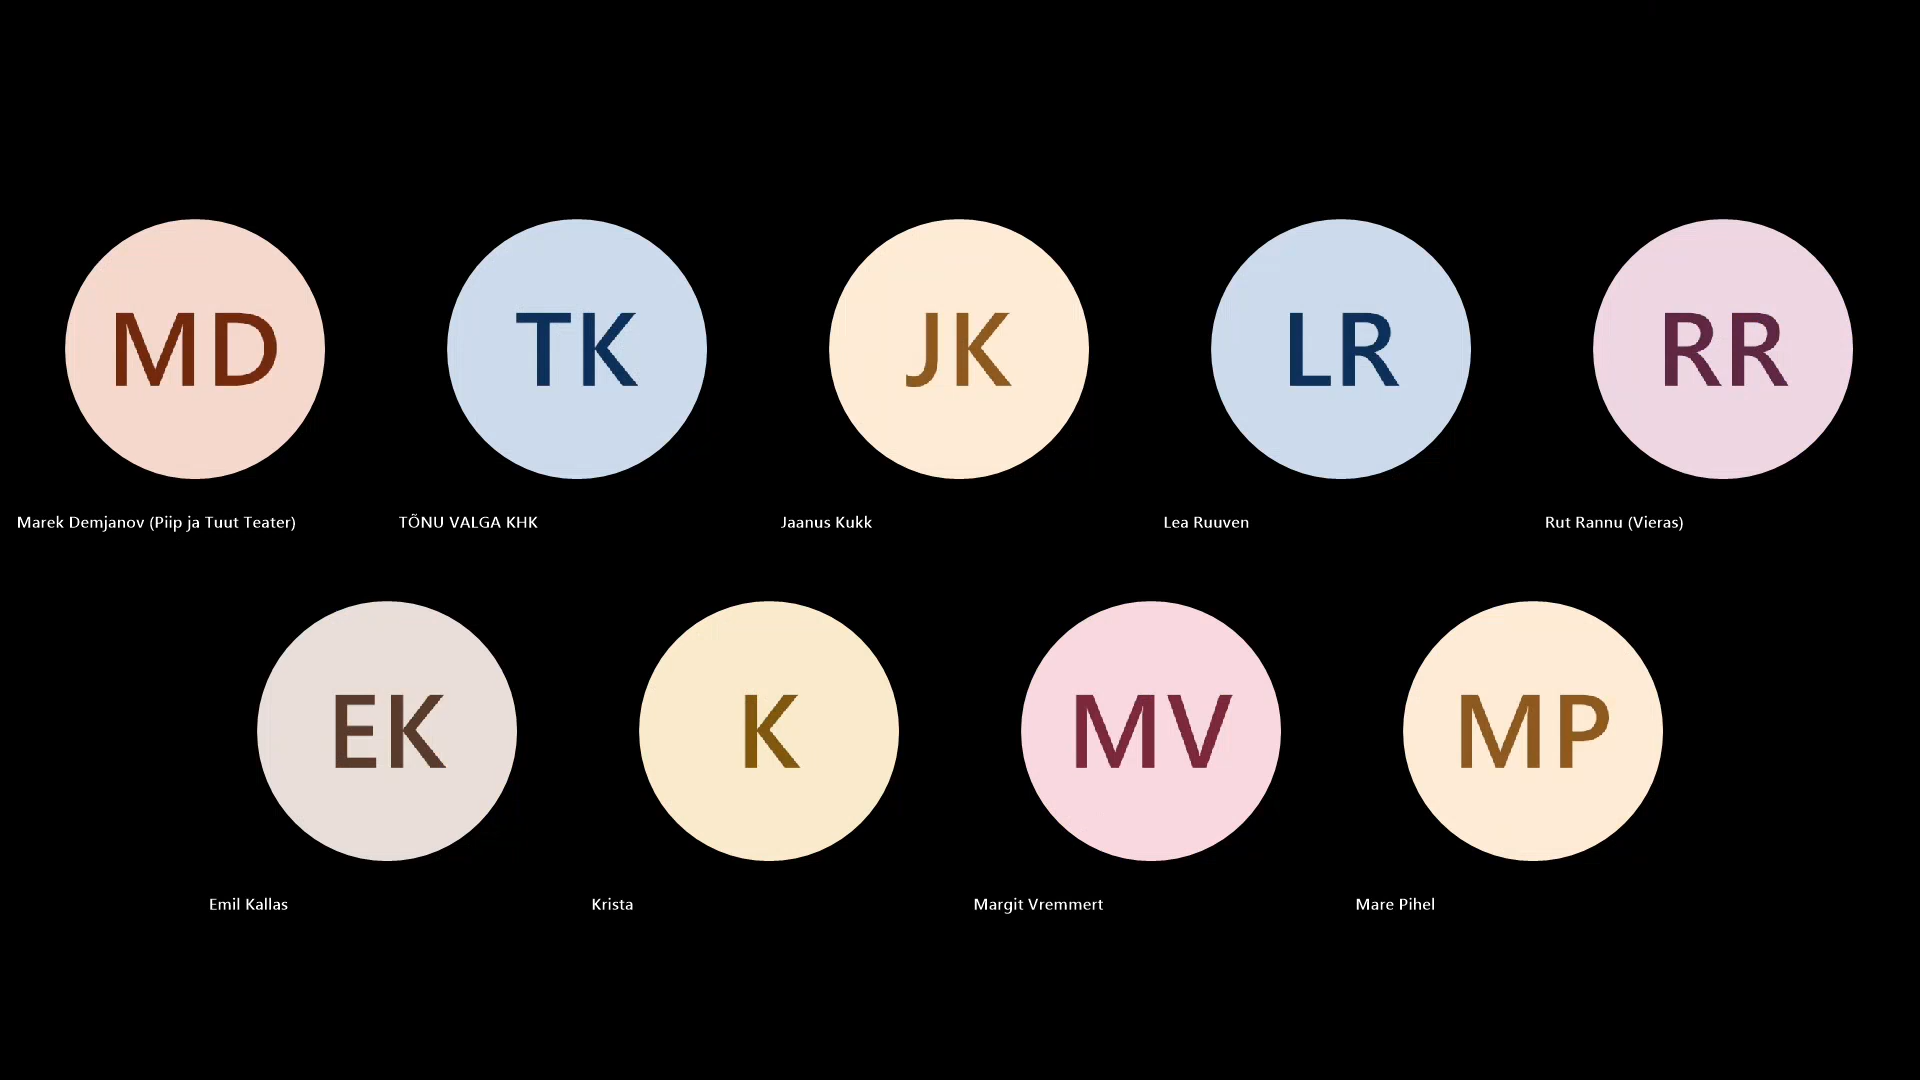 MD
TK
JK
LR
RR
Marek Demjanov (Piip ja Tuut Teater)
TÕNU VALGA KHK
Jaanus Kukk
Lea Ruuven
Rut Rannu (Vieras)
EK
K
MV
MP
Emil Kallas
Krista
Margit Vremmert
Mare Pihel